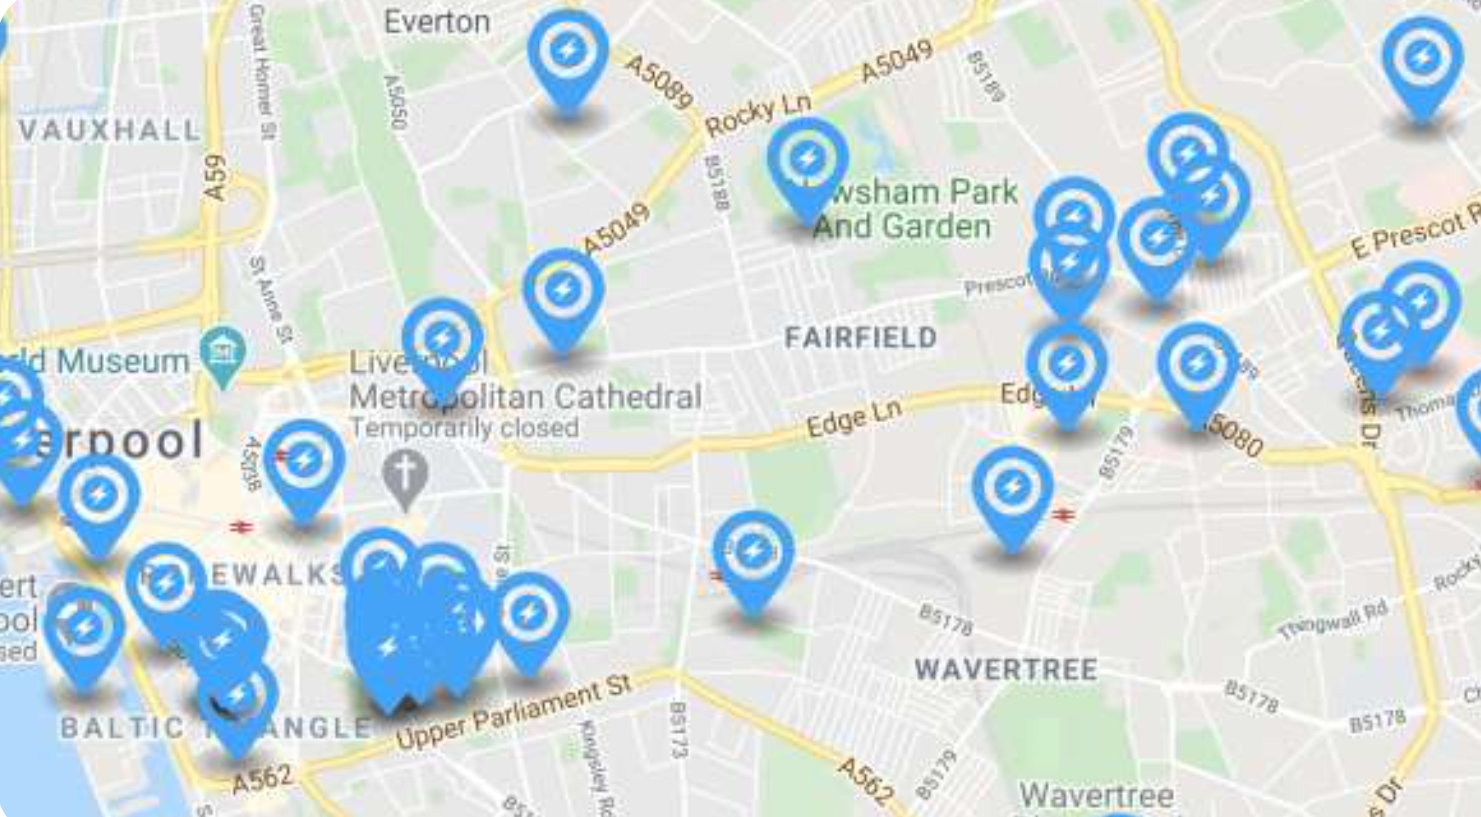 Everton
A5089
A5049
B5189
Great Homer St
A5050
Rocky Ln
VAUXHALL
A59
B5188
wsham Park
And Garden
A5049
E Prescot R
St Anne St
Prescot
FAIRFIELD
rld Museum
Liverpool
Metropolitan Cathedral
Temporarily closed
Edge Ln
Thoma
erpool
A5038
B5179
A5080
ens Dr
EWALKS
ert
ool
sed
B5178
Thingwall Rd
Rocky
WAVERTREE
B5178
B5178
BALTIC T ANGLE
Upper Parliament St
B5173
Kingsley Rd
A562
A562
B5179
Wavertree
s Dr